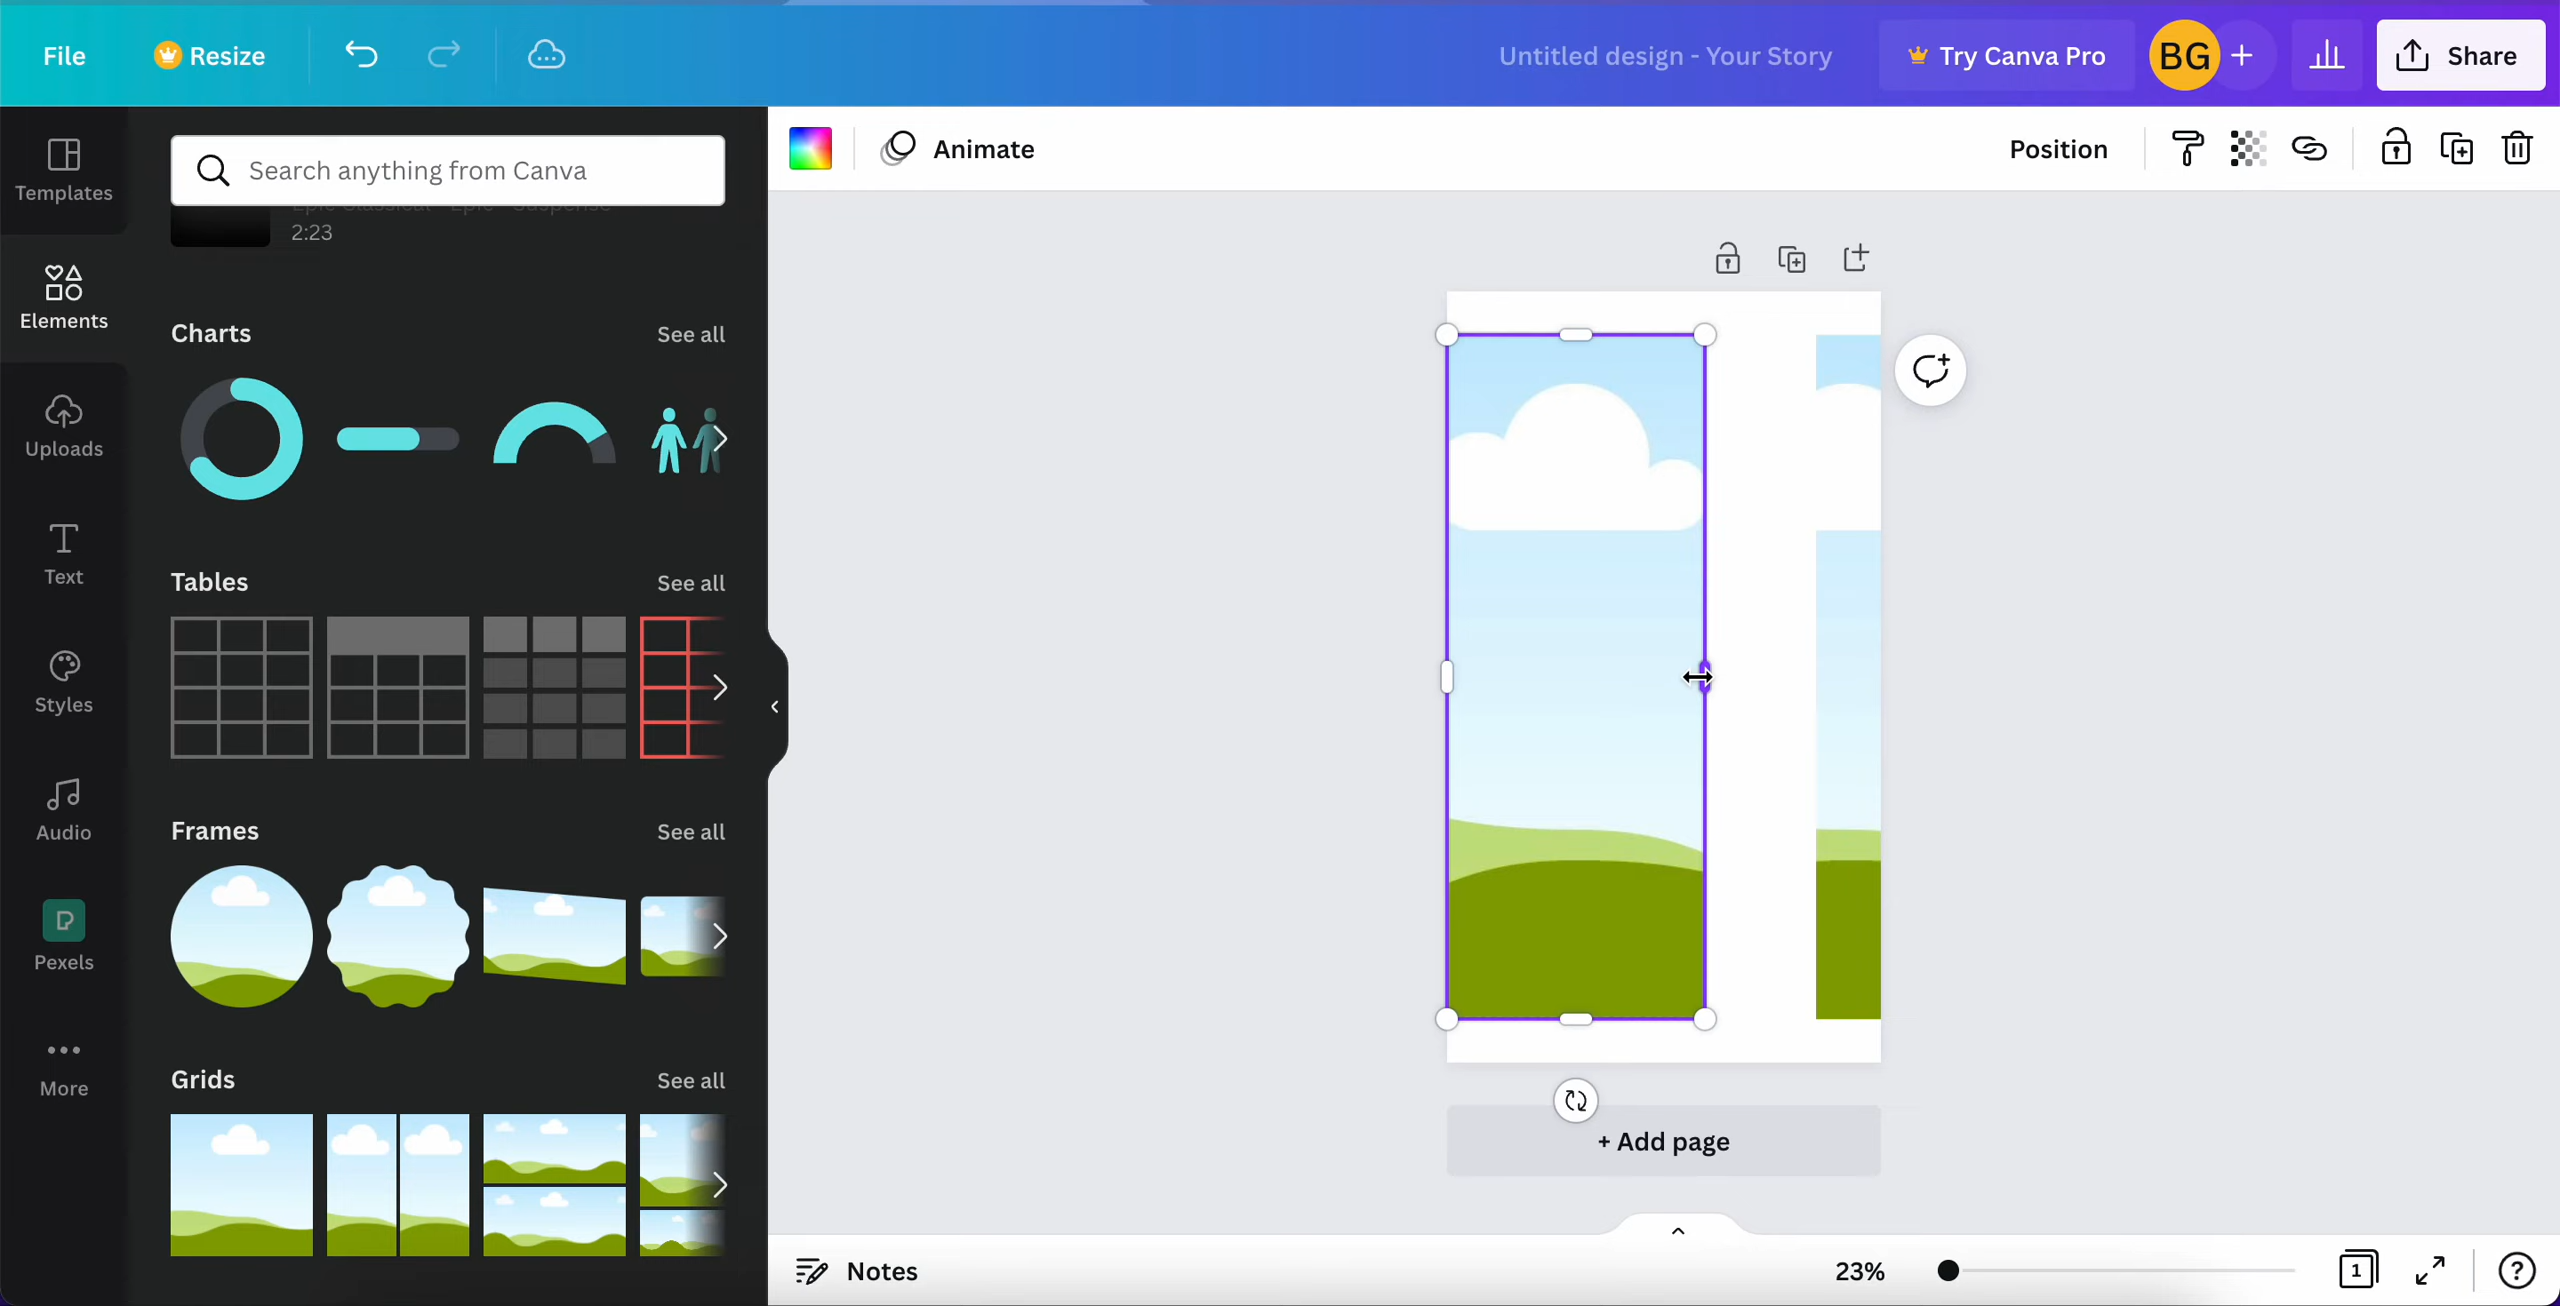 File
Resize
Untitled design - Your Story
Try Canva Pro
BG
+
Share
Templates
Elements
Uploads
Text
Styles
Audio
Pexels
More
Search anything from Canva
2:23
Charts
See all
Tables
See all
Frames
See all
Grids
See all
Animate
Position
+ Add page
Notes
23%
1
?